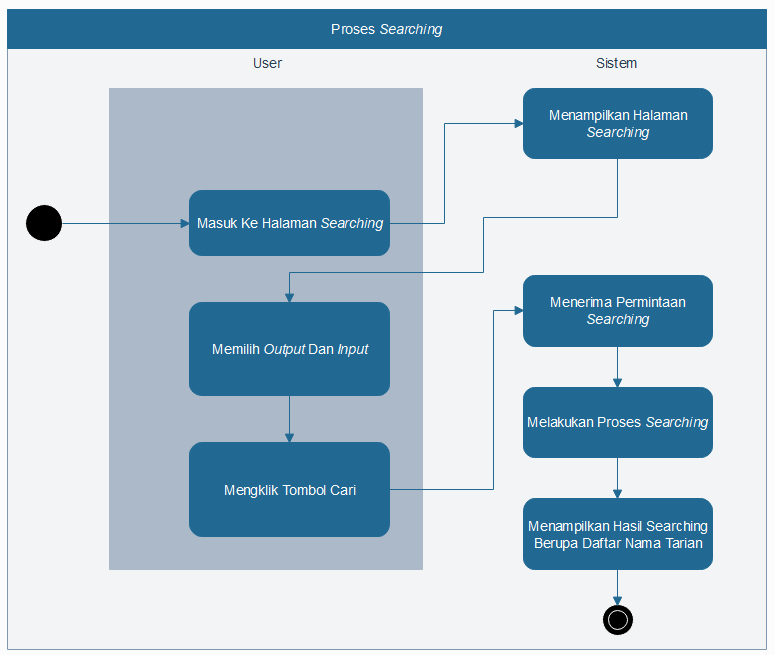 Proses Searching
User
Sistem
Menampilkan Halaman
Searching
Masuk Ke Halaman Searching
Memilih Output Dan Input
Mengklik Tombol Cari
Menerima Permintaan
Searching
Melakukan Proses Searching
Menampilkan Hasil Searching
Berupa Daftar Nama Tarian